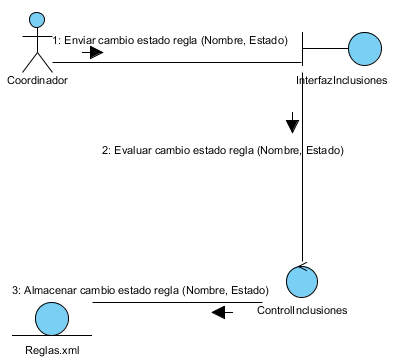 1: Enviar cambio estado regla (Nombre, Estado)
Coordinador
InterfazInclusiones
2: Evaluar cambio estado regla (Nombre, Estado)
3: Almacenar cambio estado regla (Nombre, Estado)
ControlInclusiones
Reglas.xml